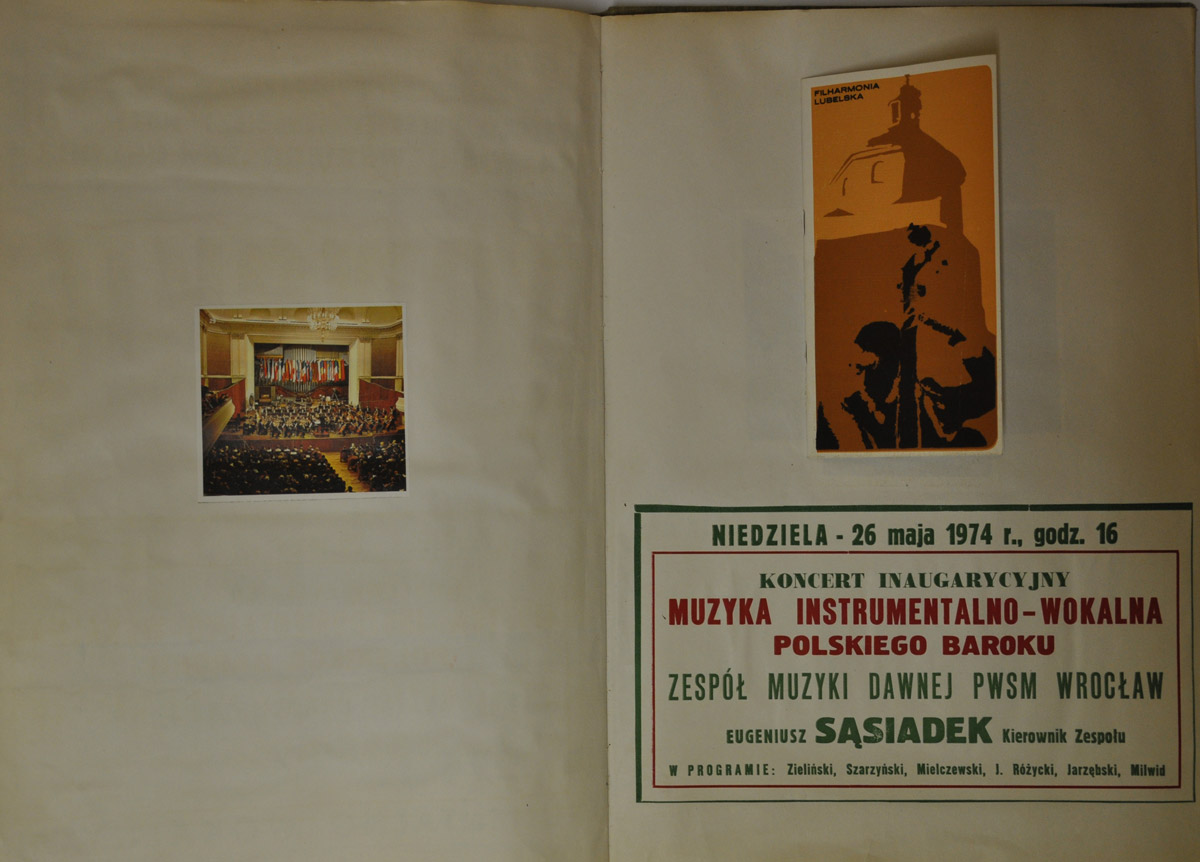 FILHARMONIA
LUBELSKA
NIEDZIELA - 26 maja 1974 r., godz. 16
KONCERT INAUGARYCYJNY
MUZYKA INSTRUMENTALNO-WOKALNA
POLSKIEGO BAROKU
ZESPÓŁ MUZYKI DAWNEJ PWSM WROCŁAW
EUGENIUSZ SĄSIADEK Kierownik Zespołu
W PROGRAMIE: Zieliński, Szarzyński, Mielczewski, J. Różycki, Jarzębski, Milwid